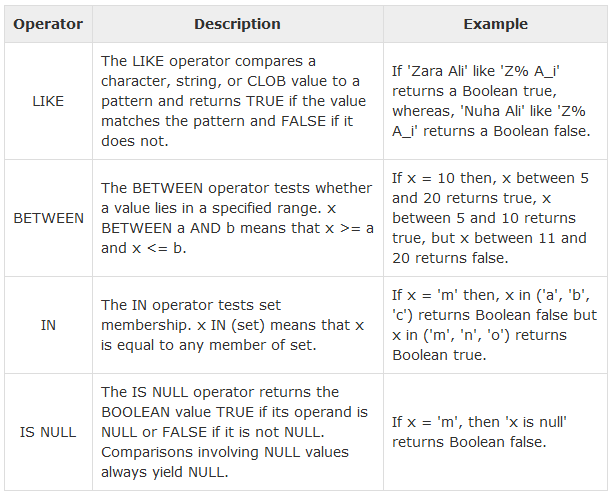 Operator Description Example
LIKE
The LIKE operator compares a
character, string, or CLOB value to a
pattern and returns TRUE if the value
matches the pattern and FALSE if it
does not.
If 'Zara Ali' like 'Z% A_i'
returns a Boolean true,
whereas, 'Nuha Ali' like 'Z%
A_i' returns a Boolean false.
BETWEEN
The BETWEEN operator tests whether
a value lies in a specified range. x
BETWEEN a AND b means that x >= a
and x <= b.
If x = 10 then, x between 5
and 20 returns true, x
between 5 and 10 returns
true, but x between 11 and
20 returns false.
IN
The IN operator tests set
membership. x IN (set) means that x
is equal to any member of set.
If x = 'm' then, x in ('a', 'b',
'c') returns Boolean false but
x in ('m', 'n', 'o') returns
Boolean true.
IS NULL
The IS NULL operator returns the
BOOLEAN value TRUE if its operand is
NULL or FALSE if it is not NULL.
Comparisons involving NULL values
always yield NULL.
If x = 'm', then 'x is null'
returns Boolean false.